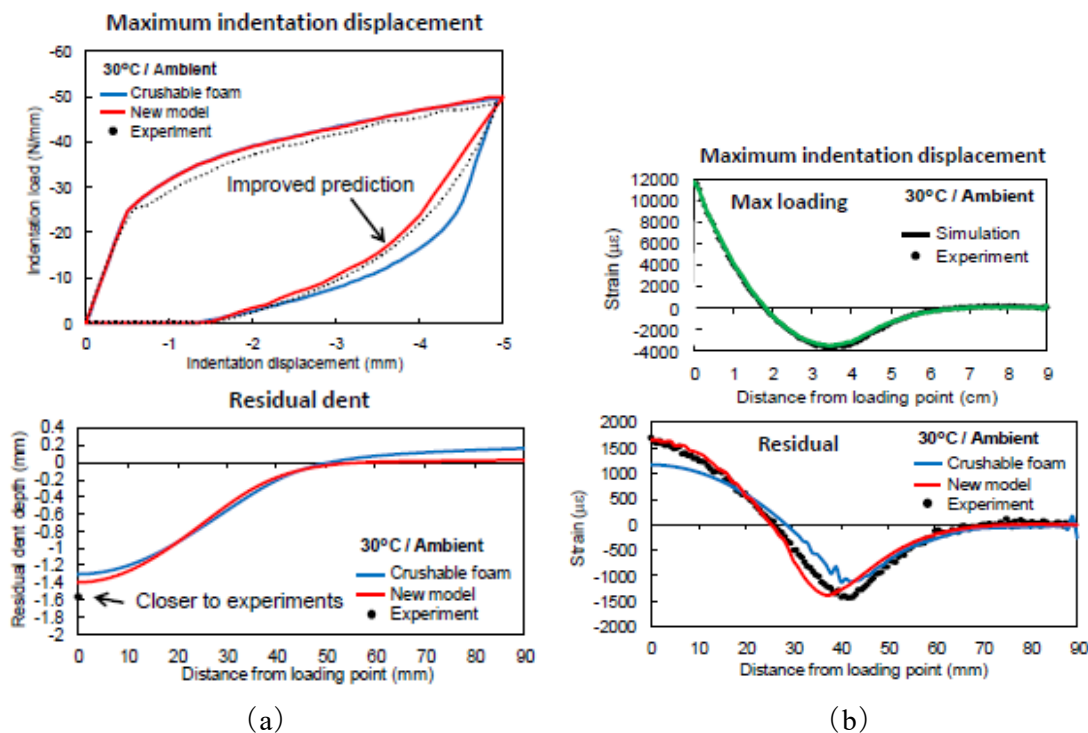 Maximum indentation displacement
-60
-50
-40
-30
-20
-10
0
Indentation load (N/mm)
30°C / Ambient
Crushable foam
New model
Experiment
Improved prediction
0 -1 -2 -3 -4 -5
Indentation displacement (mm)
Residual dent
0.4
0.2
0
-0.2
-0.4
-0.6
-0.8
-1
-1.2
-1.4
-1.6
-1.8
-2
Residual dent depth (mm)
30°C / Ambient
Crushable foam
New model
Experiment
Closer to experiments
0 10 20 30 40 50 60 70 80 90
Distance from loading point (mm)
(a)
Maximum indentation displacement
12000
10000
8000
6000
4000
2000
0
-2000
-4000
Strain (με)
Max loading
30°C / Ambient
Simulation
Experiment
0 1 2 3 4 5 6 7 8 9
Distance from loading point (cm)
2000
1500
1000
500
0
-500
-1000
-1500
-2000
Strain (με)
Residual
30°C / Ambient
Crushable foam
New model
Experiment
0 10 20 30 40 50 60 70 80 90
Distance from loading point (mm)
(b)